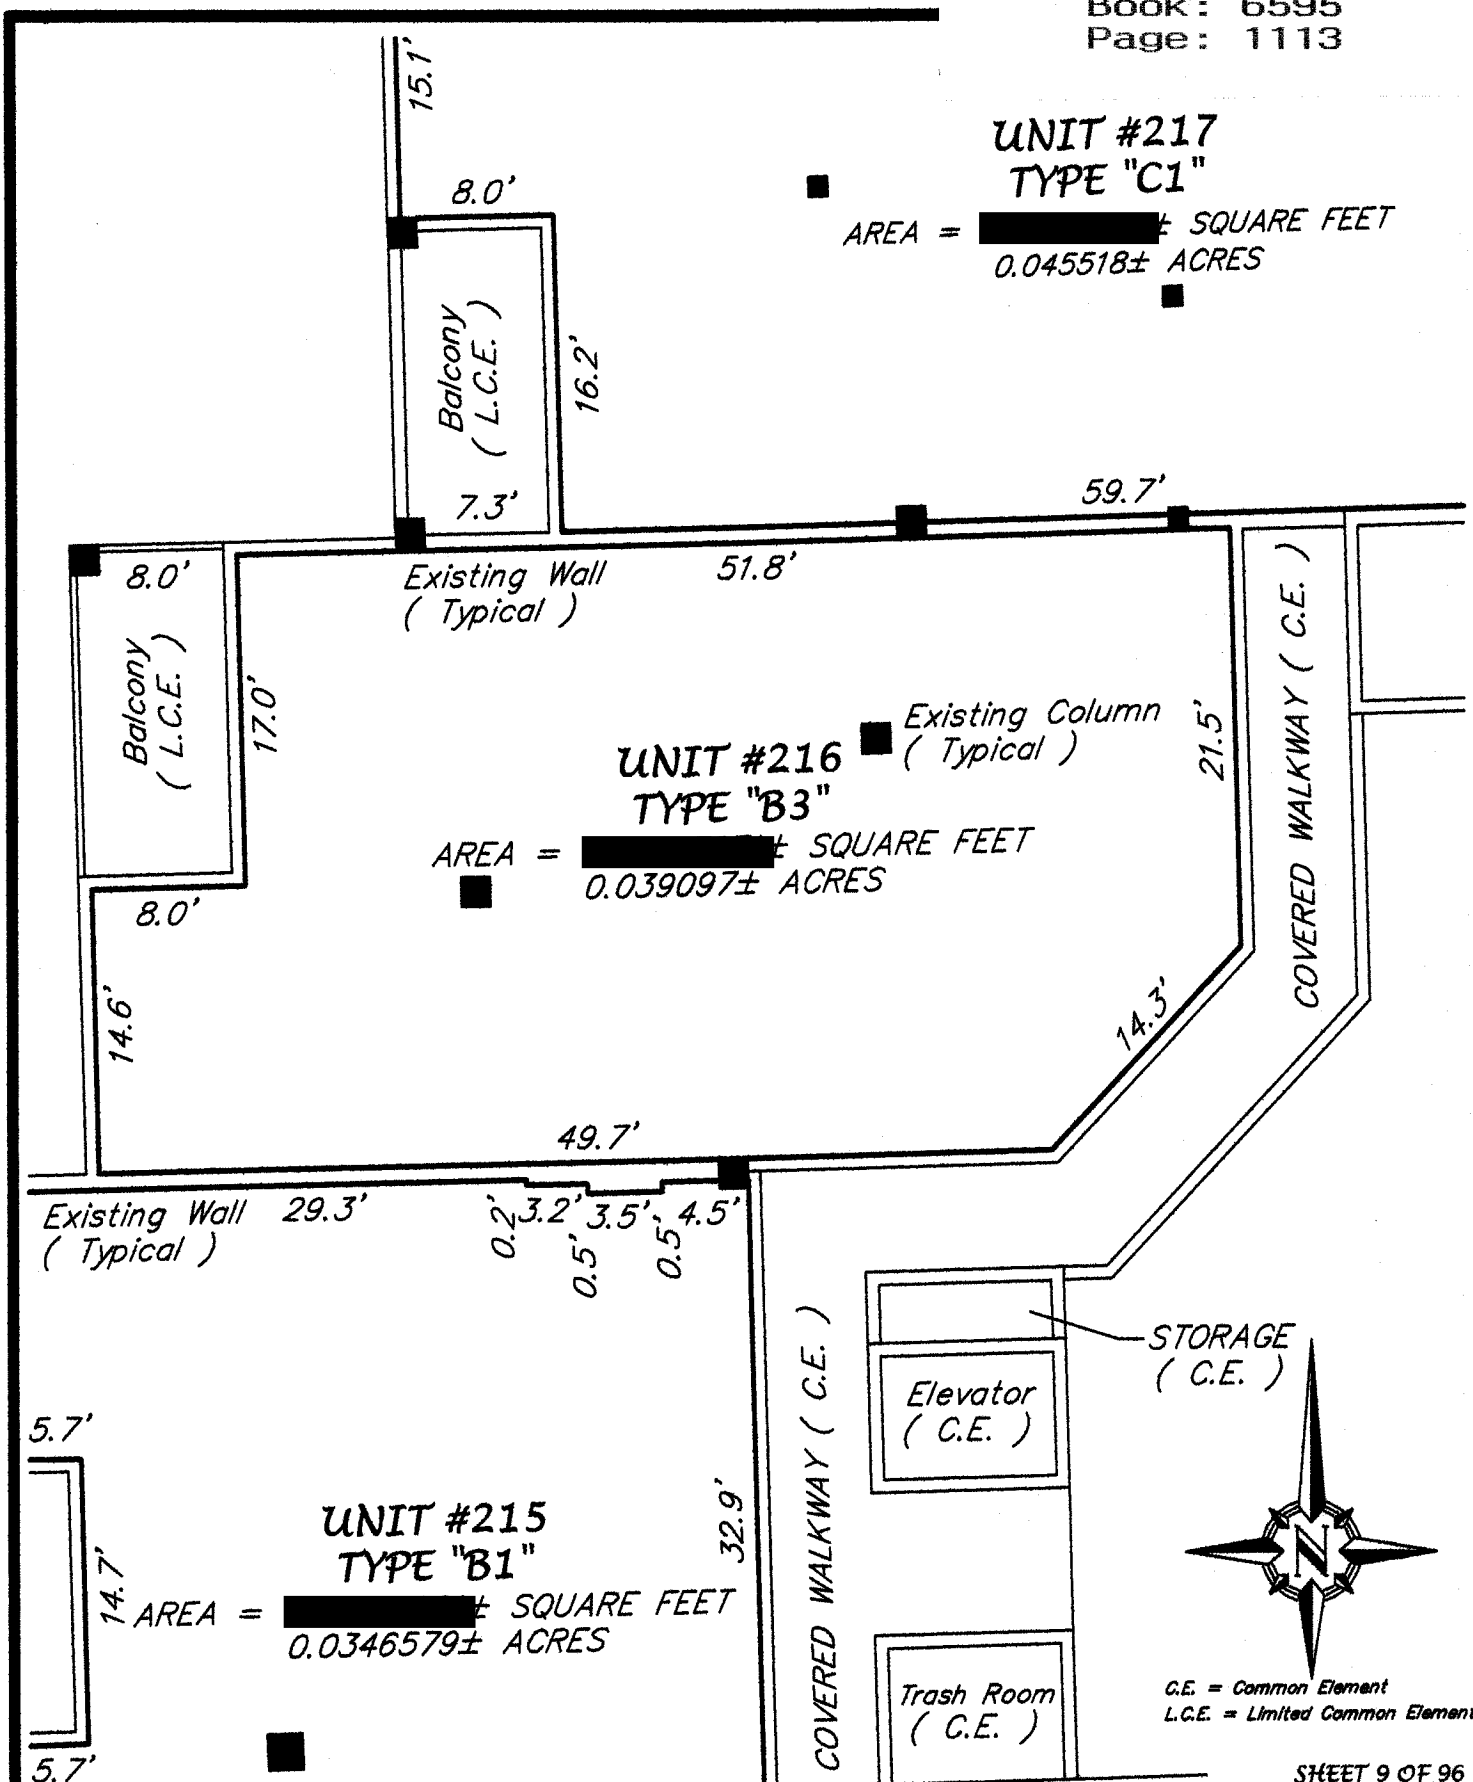 Book: 6595
Page: 1113
15.1'
UNIT #217
TYPE "C1"
8.0'
AREA = ± SQUARE FEET
0.045518± ACRES
Balcony
( L.C.E. )
16.2'
7.3'
59.7'
8.0'
Existing Wall
( Typical )
51.8'
Balcony
( L.C.E. )
17.0'
COVERED WALKWAY ( C.E. )
Existing Column
( Typical )
21.5'
UNIT #216
TYPE "B3"
AREA = ± SQUARE FEET
0.039097± ACRES
8.0'
14.6'
14.3'
49.7'
Existing Wall
( Typical )
29.3'
0.2'
3.2'
0.5'
3.5'
0.5'
4.5'
STORAGE
( C.E. )
Elevator
( C.E. )
COVERED WALKWAY ( C.E. )
5.7'
32.9'
UNIT #215
TYPE "B1"
14.7'
AREA = ± SQUARE FEET
0.0346579± ACRES
N
Trash Room
( C.E. )
C.E. = Common Element
L.C.E. = Limited Common Element
5.7'
SHEET 9 OF 96